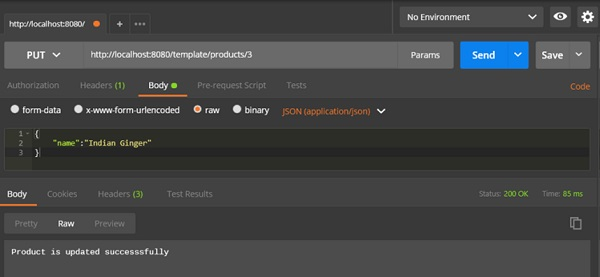 http://localhost:8080/
+
•••
No Environment
PUT
http://localhost:8080/template/products/3
Params
Send
Save
Authorization
Headers (1)
Body
Pre-request Script
Tests
Code
form-data
x-www-form-urlencoded
raw
binary
JSON (application/json)
1 {
2 "name":"Indian Ginger"
3 }
Body
Cookies
Headers (3)
Test Results
Status: 200 OK
Time: 85 ms
Pretty
Raw
Preview
Product is updated successsfully